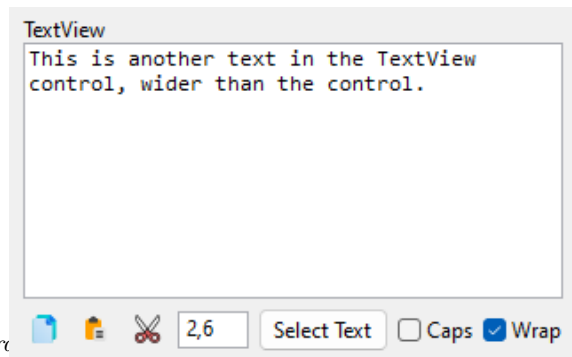 TextView
This is another text in the TextView
control, wider than the control.
2,6 Select Text Caps Wrap